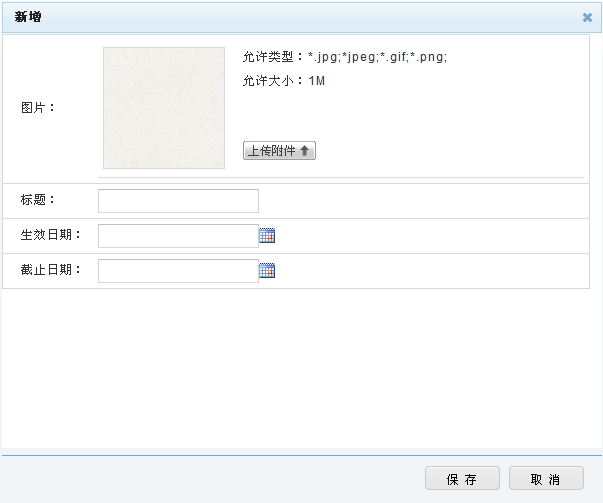 新增
图片：
允许类型：*.jpg;*jpeg;*.gif;*.png;
允许大小：1M
上传附件
标题：
生效日期：
截止日期：
保 存
取 消